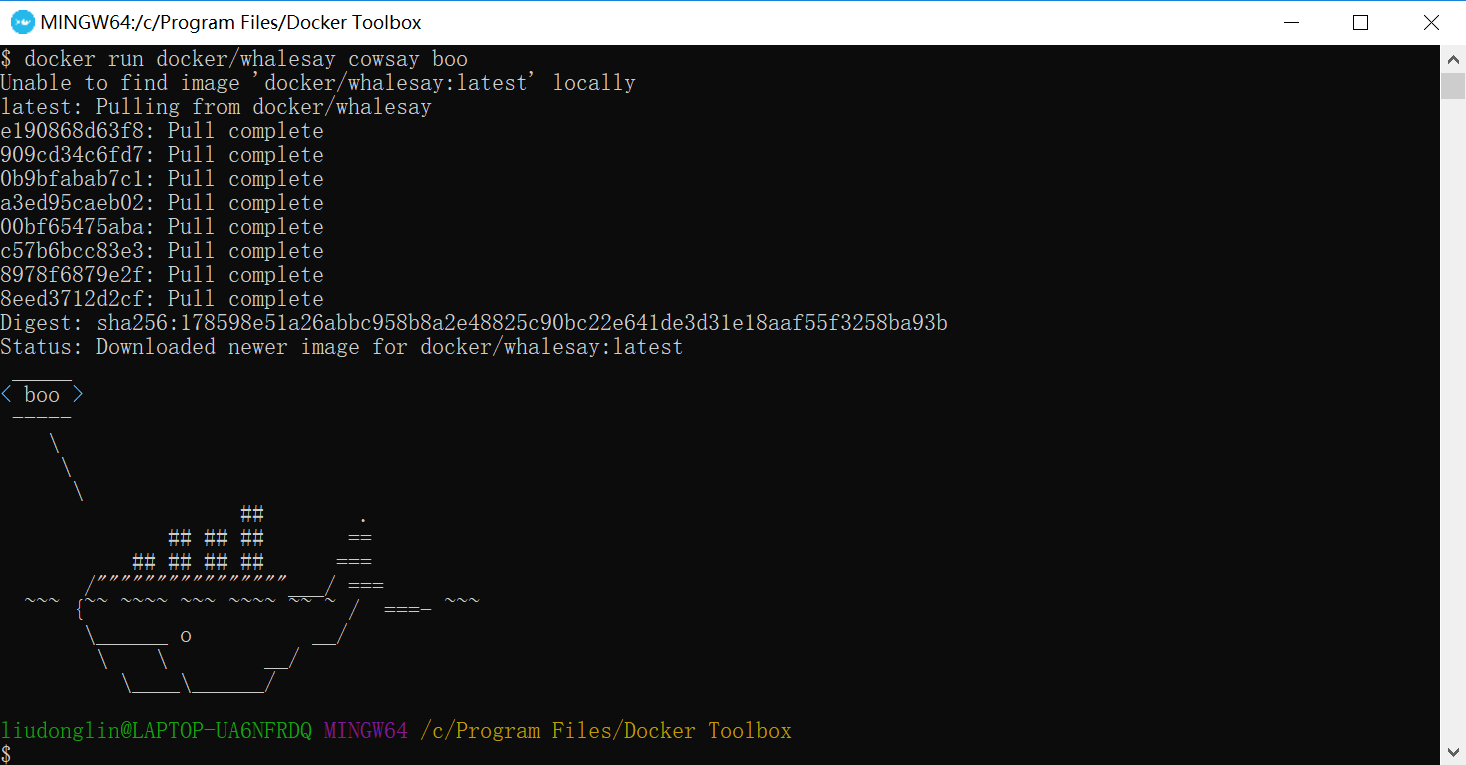 MINGW64:/c/Program Files/Docker Toolbox
$ docker run docker/whalesay cowsay boo
Unable to find image 'docker/whalesay:latest' locally
latest: Pulling from docker/whalesay
e190868d63f8: Pull complete
909cd34c6fd7: Pull complete
0b9bfabab7c1: Pull complete
a3ed95caeb02: Pull complete
00bf65475aba: Pull complete
c57b6bcc83e3: Pull complete
8978f6879e2f: Pull complete
8eed3712d2cf: Pull complete
Digest: sha256:178598e51a26abbc958b8a2e48825c90bc22e641de3d31e18aaf55f3258ba93b
Status: Downloaded newer image for docker/whalesay:latest
 _____
< boo >
 -----
    \
     \
      \
                    ##        .
              ## ## ##       ==
           ## ## ## ##      ===
       /""""""""""""""""___/ ===
  ~~~ {~~ ~~~~ ~~~ ~~~~ ~~ ~ /  ===- ~~~
       \______ o          __/
        \    \        __/
          \____\______/
liudonglin@LAPTOP-UA6NFRDQ MINGW64 /c/Program Files/Docker Toolbox
$